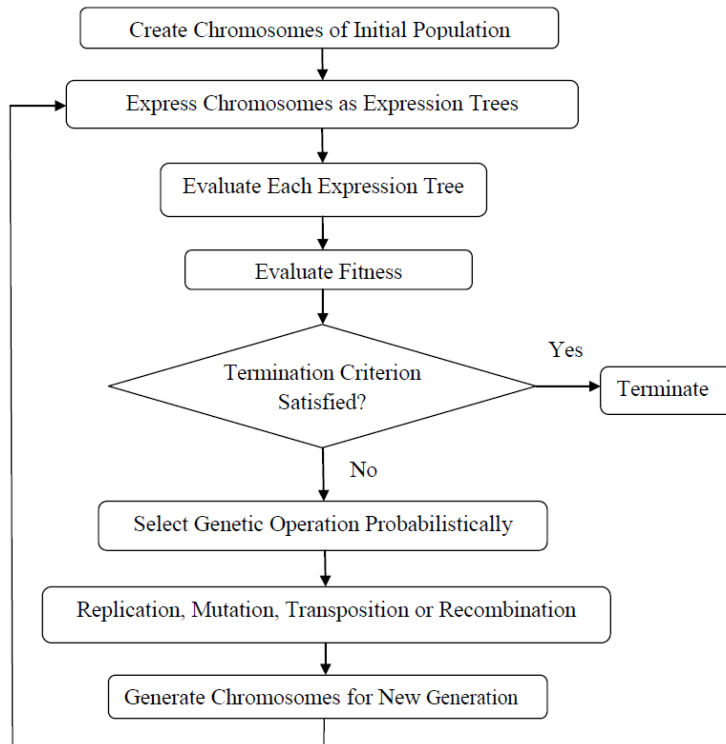 Create Chromosomes of Initial Population
Express Chromosomes as Expression Trees
Evaluate Each Expression Tree
Evaluate Fitness
Termination Criterion
Satisfied?
Yes
Terminate
No
Select Genetic Operation Probabilistically
Replication, Mutation, Transposition or Recombination
Generate Chromosomes for New Generation